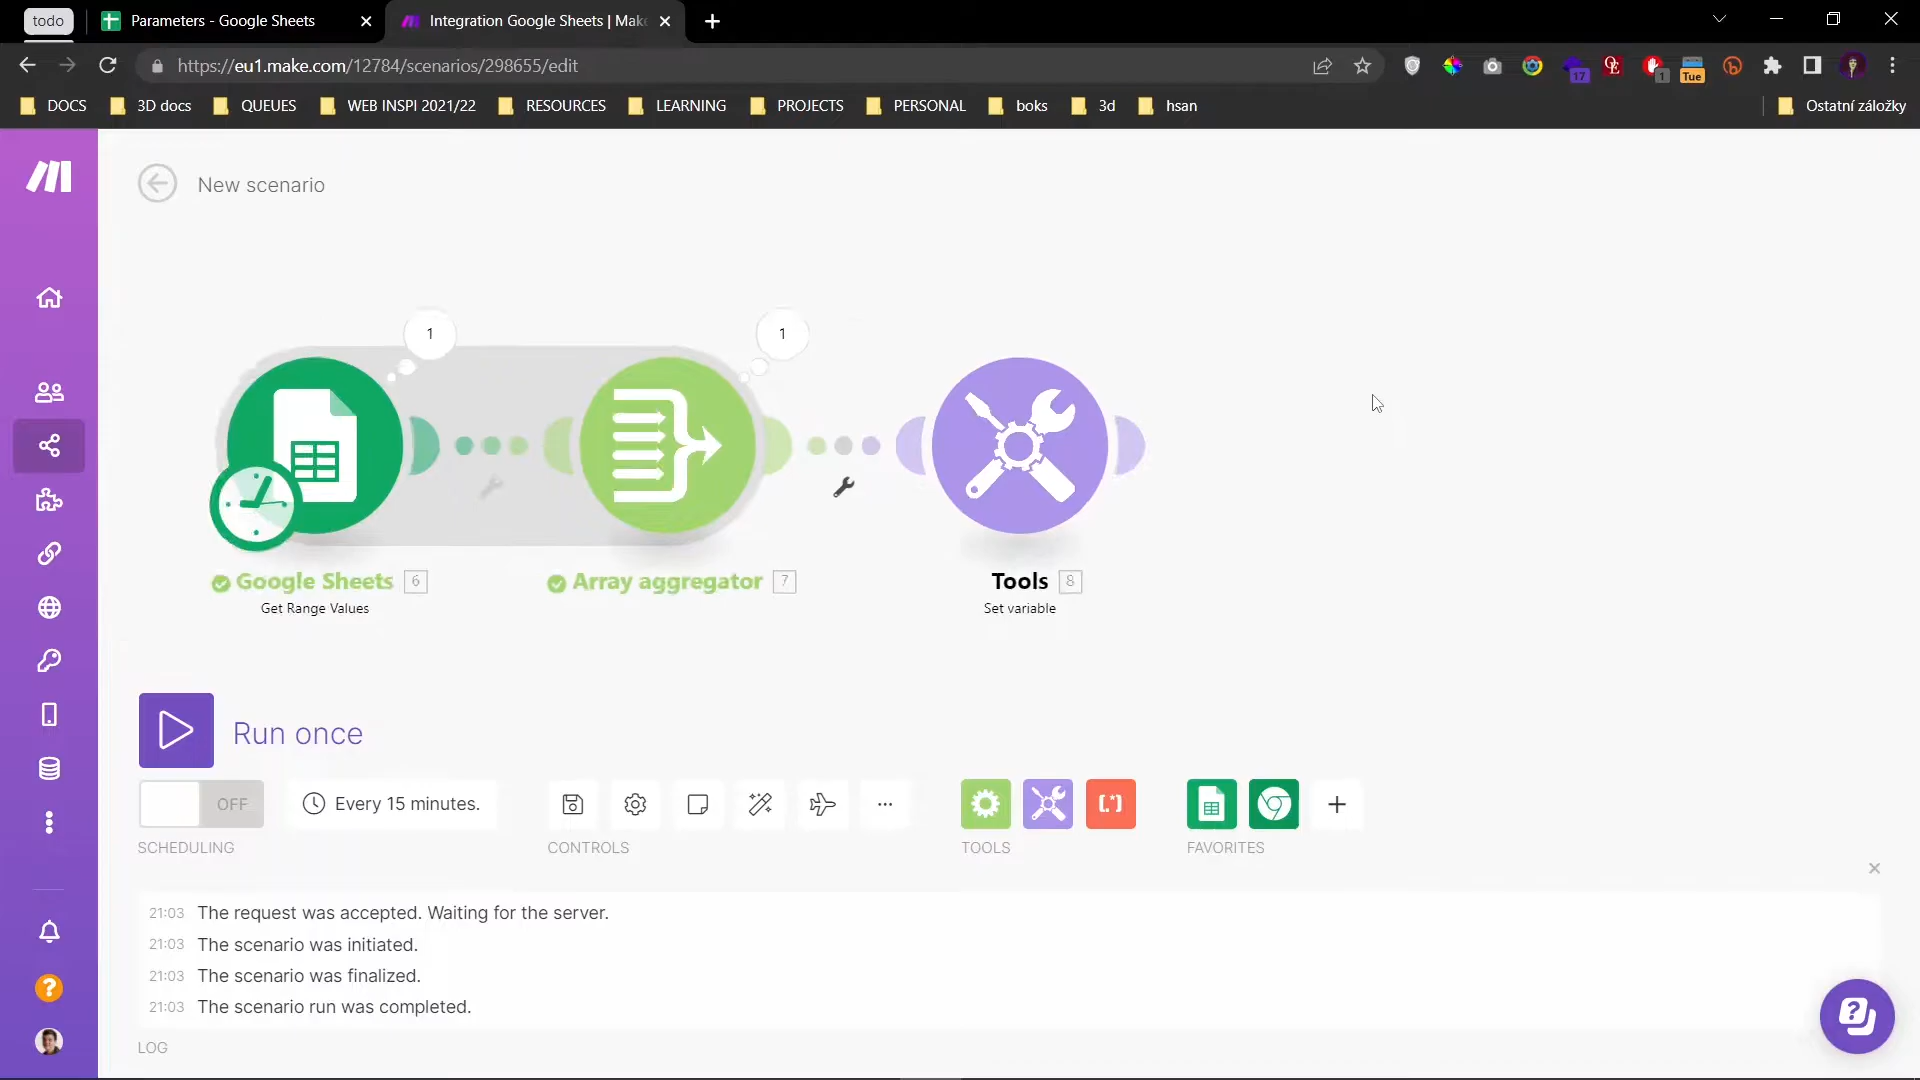 todo
Parameters - Google Sheets
Integration Google Sheets | Make
https://eu1.make.com/12784/scenarios/298655/edit
17
1
Tue
DOCS
3D docs
QUEUES
WEB INSPI 2021/22
RESOURCES
LEARNING
PROJECTS
PERSONAL
boks
3d
hsan
Ostatní záložky
New scenario
1
1
Google Sheets 6
Get Range Values
Array aggregator 7
Tools 8
Set variable
Run once
OFF
Every 15 minutes.
SCHEDULING
CONTROLS
TOOLS
FAVORITES
21:03 The request was accepted. Waiting for the server.
21:03 The scenario was initiated.
21:03 The scenario was finalized.
21:03 The scenario run was completed.
LOG